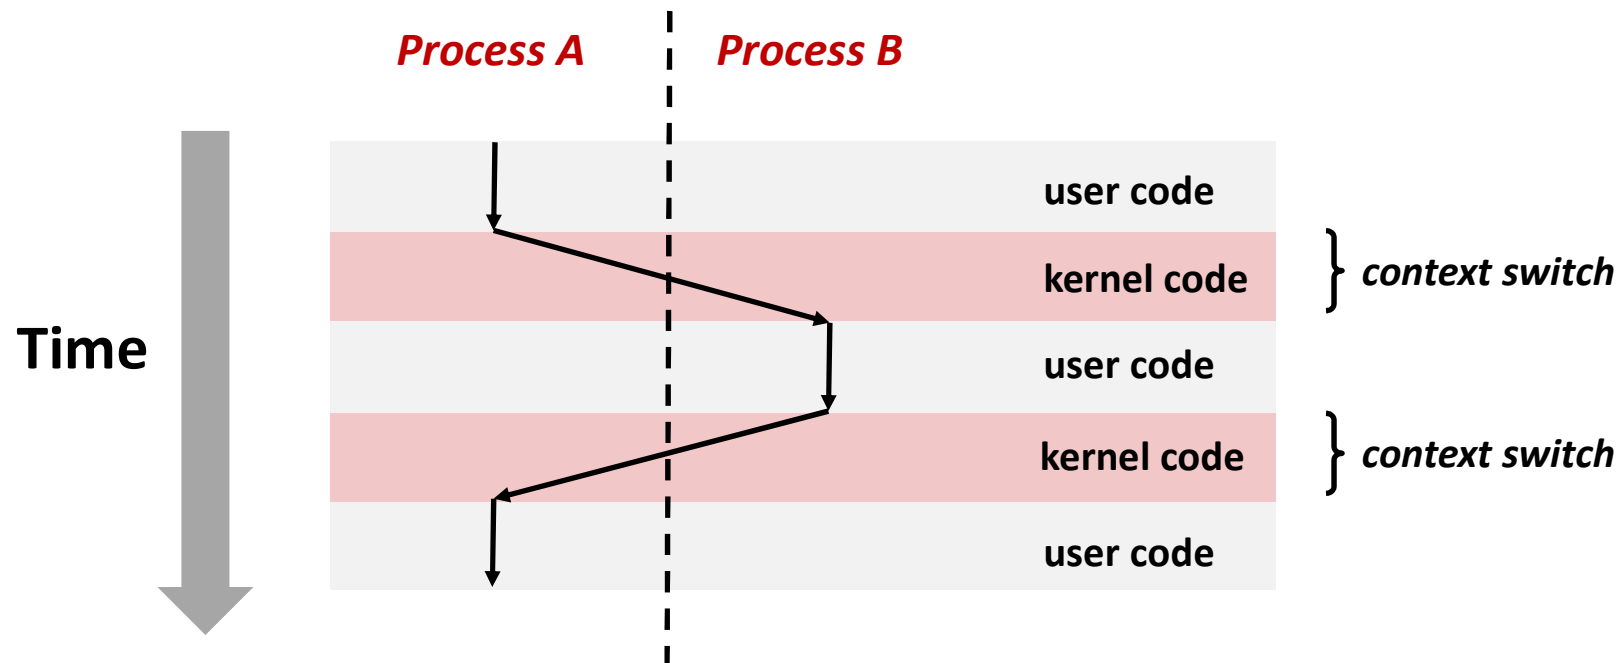 Process A
Process B
user code
kernel code
context switch
Time
user code
kernel code
context switch
user code